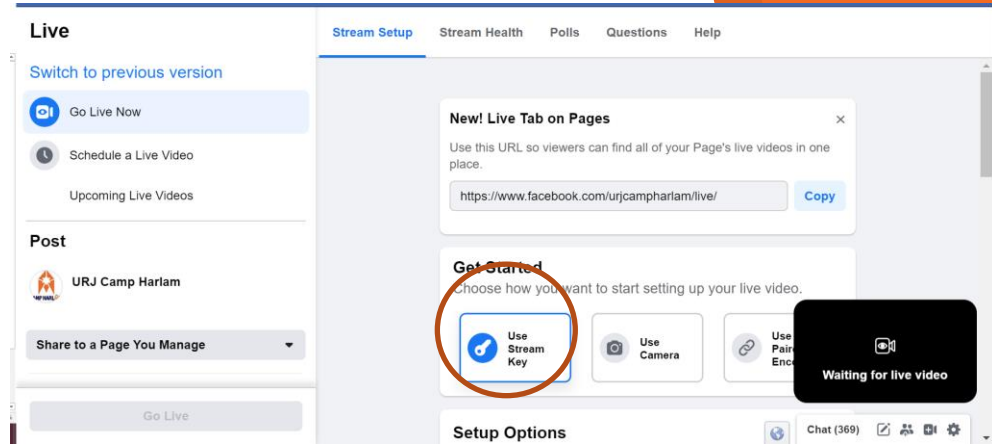 Live
Switch to previous version
Go Live Now
Schedule a Live Video
Upcoming Live Videos
Post
URJ Camp Harlam
Share to a Page You Manage
Go Live
Stream Setup Stream Health Polls Questions Help
New! Live Tab on Pages
Use this URL so viewers can find all of your Page's live videos in one
place.
https://www.facebook.com/urjcampharlam/live/ Copy
Get Started
Choose how you want to start setting up your live video.
Use
Stream
Key
Use
Camera
Use
Waiting for live video
Setup Options
Chat (369)